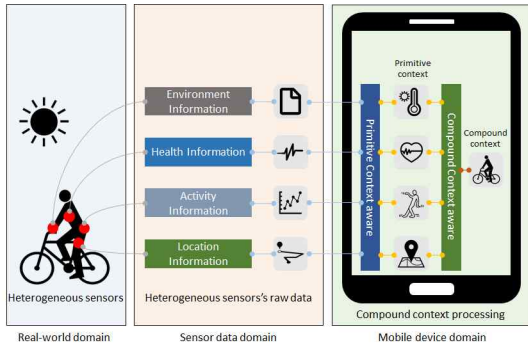 Environment
Information
Health Information
Activity
Information
Location
Information
Heterogeneous sensors
Heterogeneous sensors's raw data
Primitive
context
Primitive Context aware
Compound Context aware
Compound
context
Compound context processing
Real-world domain
Sensor data domain
Mobile device domain